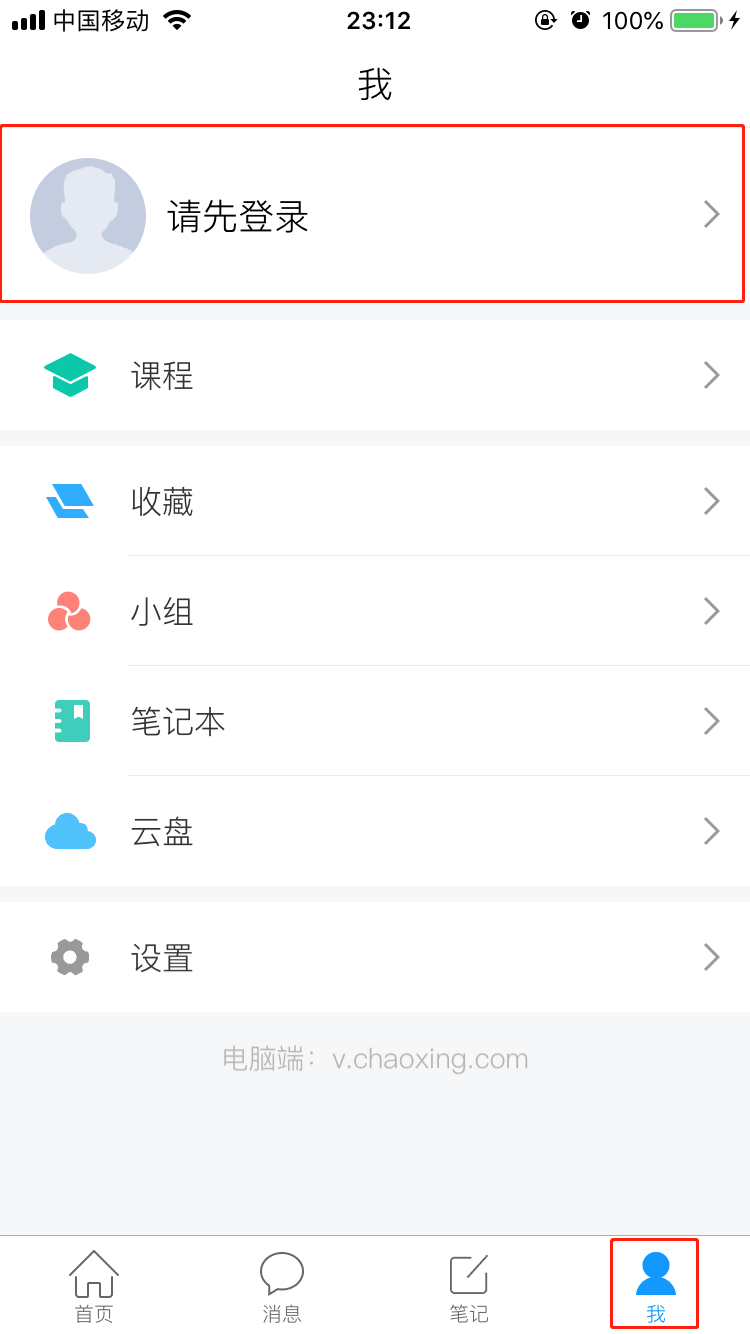 中国移动 23:12 100%
我
请先登录
课程
收藏
小组
笔记本
云盘
设置
电脑端：v.chaoxing.com
首页 消息 笔记 我